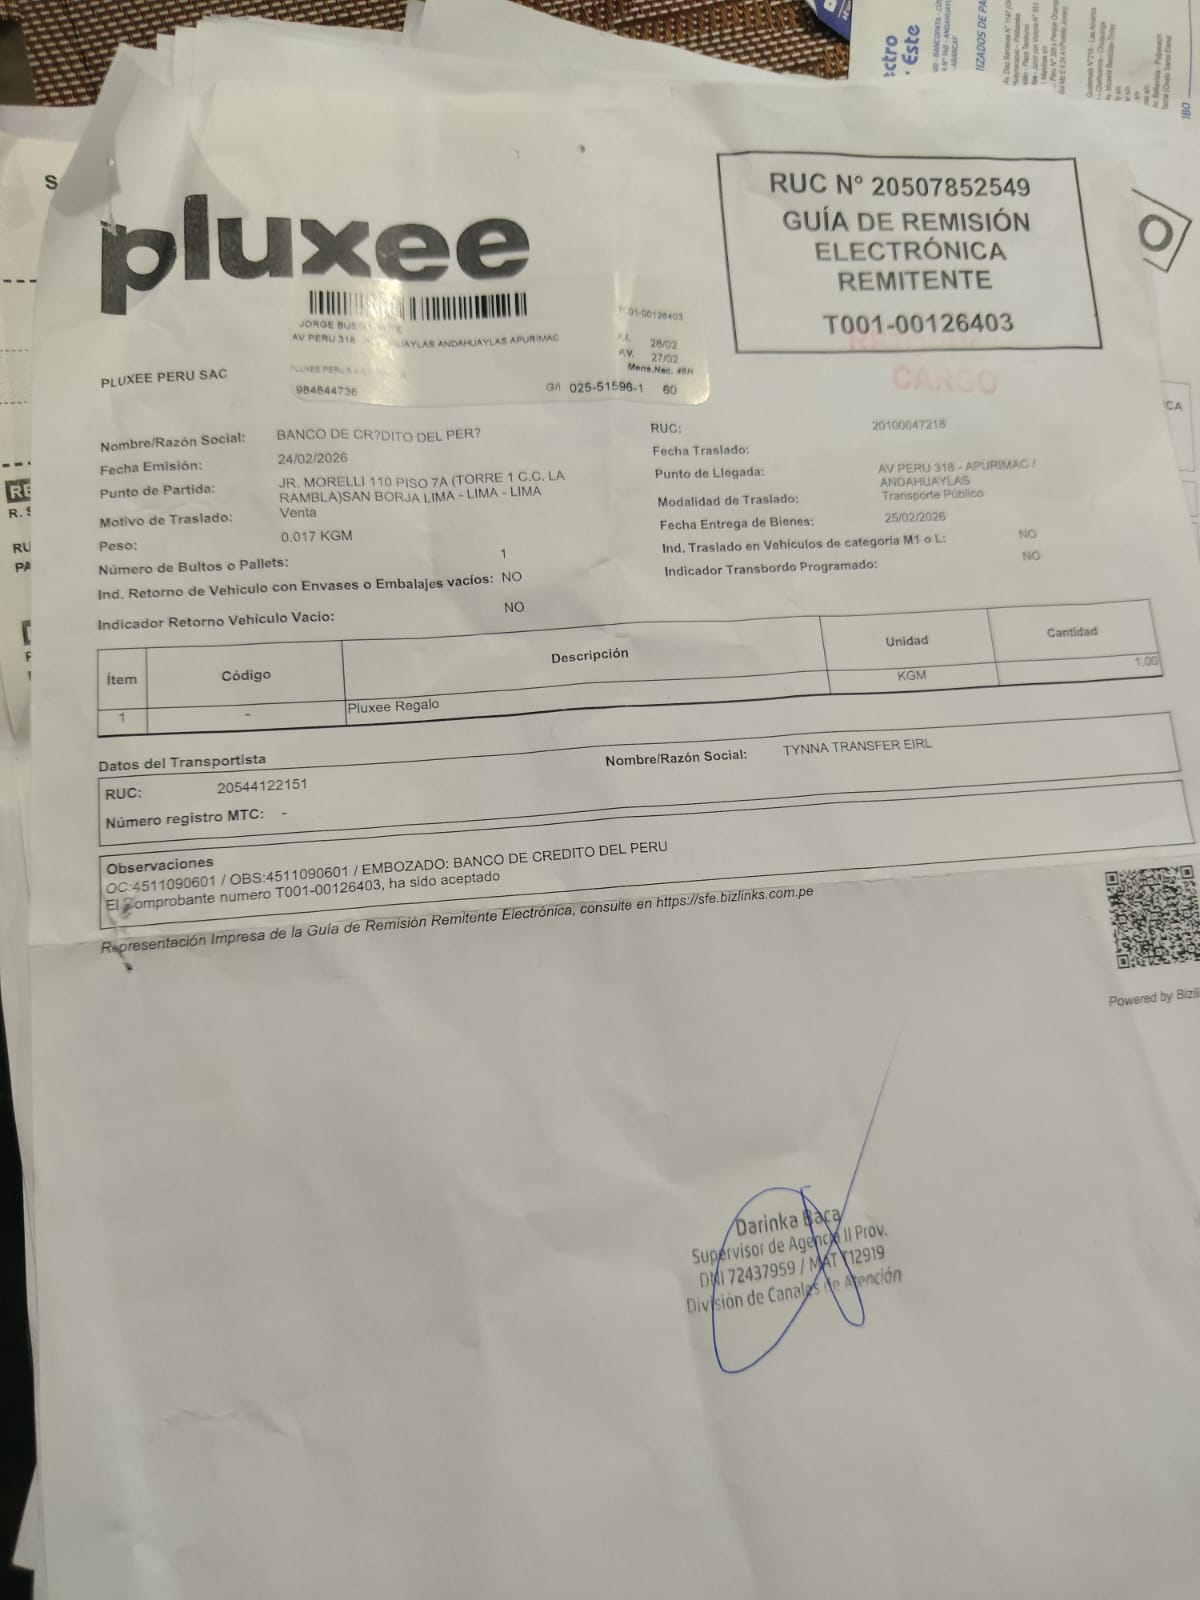 pluxee
RUC N° 20507852549
GUÍA DE REMISIÓN
ELECTRÓNICA
REMITENTE
T001-00126403
CARGO
JORGE
AV PERU 318 ANDAHUAYLAS APURIMAC
984844736
G/I 025-51596-1 60
26/02
P.V. 27/02
Mens.Nac. 48H
PLUXEE PERU SAC
Nombre/Razón Social: BANCO DE CR?DITO DEL PER?
Fecha Emisión: 24/02/2026
Punto de Partida: JR. MORELLI 110 PISO 7A (TORRE 1 C.C. LA
RAMBLA)SAN BORJA LIMA - LIMA - LIMA
Motivo de Traslado: Venta
Peso: 0.017 KGM
Número de Bultos o Pallets: 1
Ind. Retorno de Vehículo con Envases o Embalajes vacíos: NO
Indicador Retorno Vehículo Vacío: NO
RUC: 20100047218
Fecha Traslado:
Punto de Llegada: AV PERU 318 - APURIMAC /
ANDAHUAYLAS
Modalidad de Traslado: Transporte Público
Fecha Entrega de Bienes: 25/02/2026
Ind. Traslado en Vehículos de categoria M1 o L: NO
Indicador Transbordo Programado: NO
Ítem Código Descripción Unidad Cantidad
1 - Pluxee Regalo KGM 1.00
Datos del Transportista
RUC: 20544122151 Nombre/Razón Social: TYNNA TRANSFER EIRL
Número registro MTC: -
Observaciones
OC:4511090601 / OBS:4511090601 / EMBOZADO: BANCO DE CREDITO DEL PERU
El Comprobante numero T001-00126403, ha sido aceptado
Representación Impresa de la Guía de Remisión Remitente Electrónica, consulte en https://sfe.bizlinks.com.pe
Powered by Bizli
Darinka Baca
Supervisor de Agencia II Prov.
DNI 72437959 / MAT T12919
División de Canales de Atención